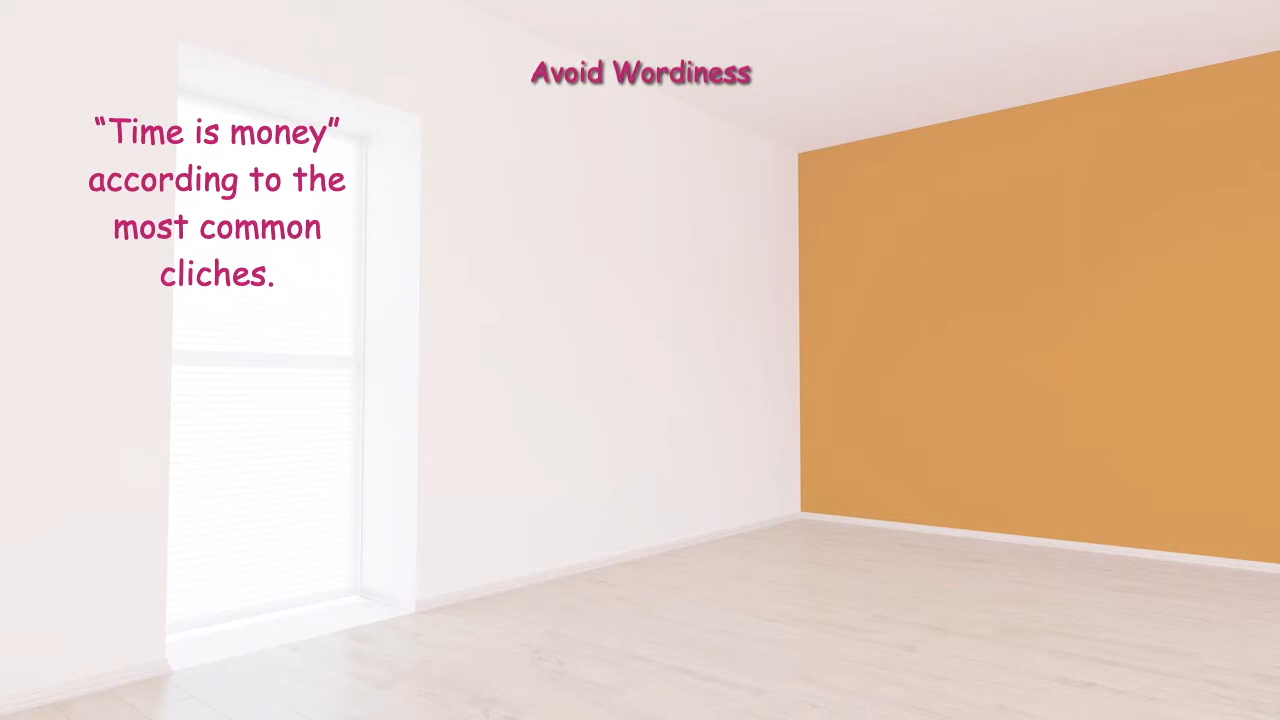 Avoid Wordiness
“Time is money”
according to the
most common
cliches.